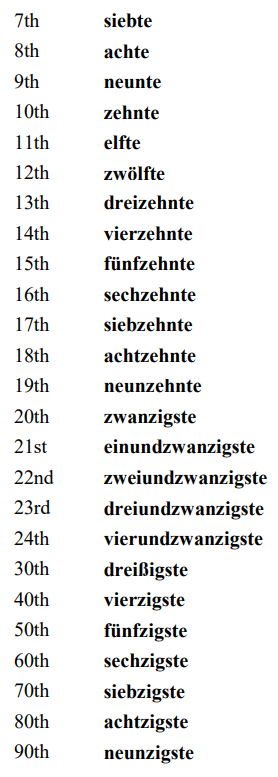 7th siebte
8th achte
9th neunte
10th zehnte
11th elfte
12th zwölfte
13th dreizehnte
14th vierzehnte
15th fünfzehnte
16th sechzehnte
17th siebzehnte
18th achtzehnte
19th neunzehnte
20th zwanzigste
21st einundzwanzigste
22nd zweiundzwanzigste
23rd dreiundzwanzigste
24th vierundzwanzigste
30th dreißigste
40th vierzigste
50th fünfzigste
60th sechzigste
70th siebzigste
80th achtzigste
90th neunzigste